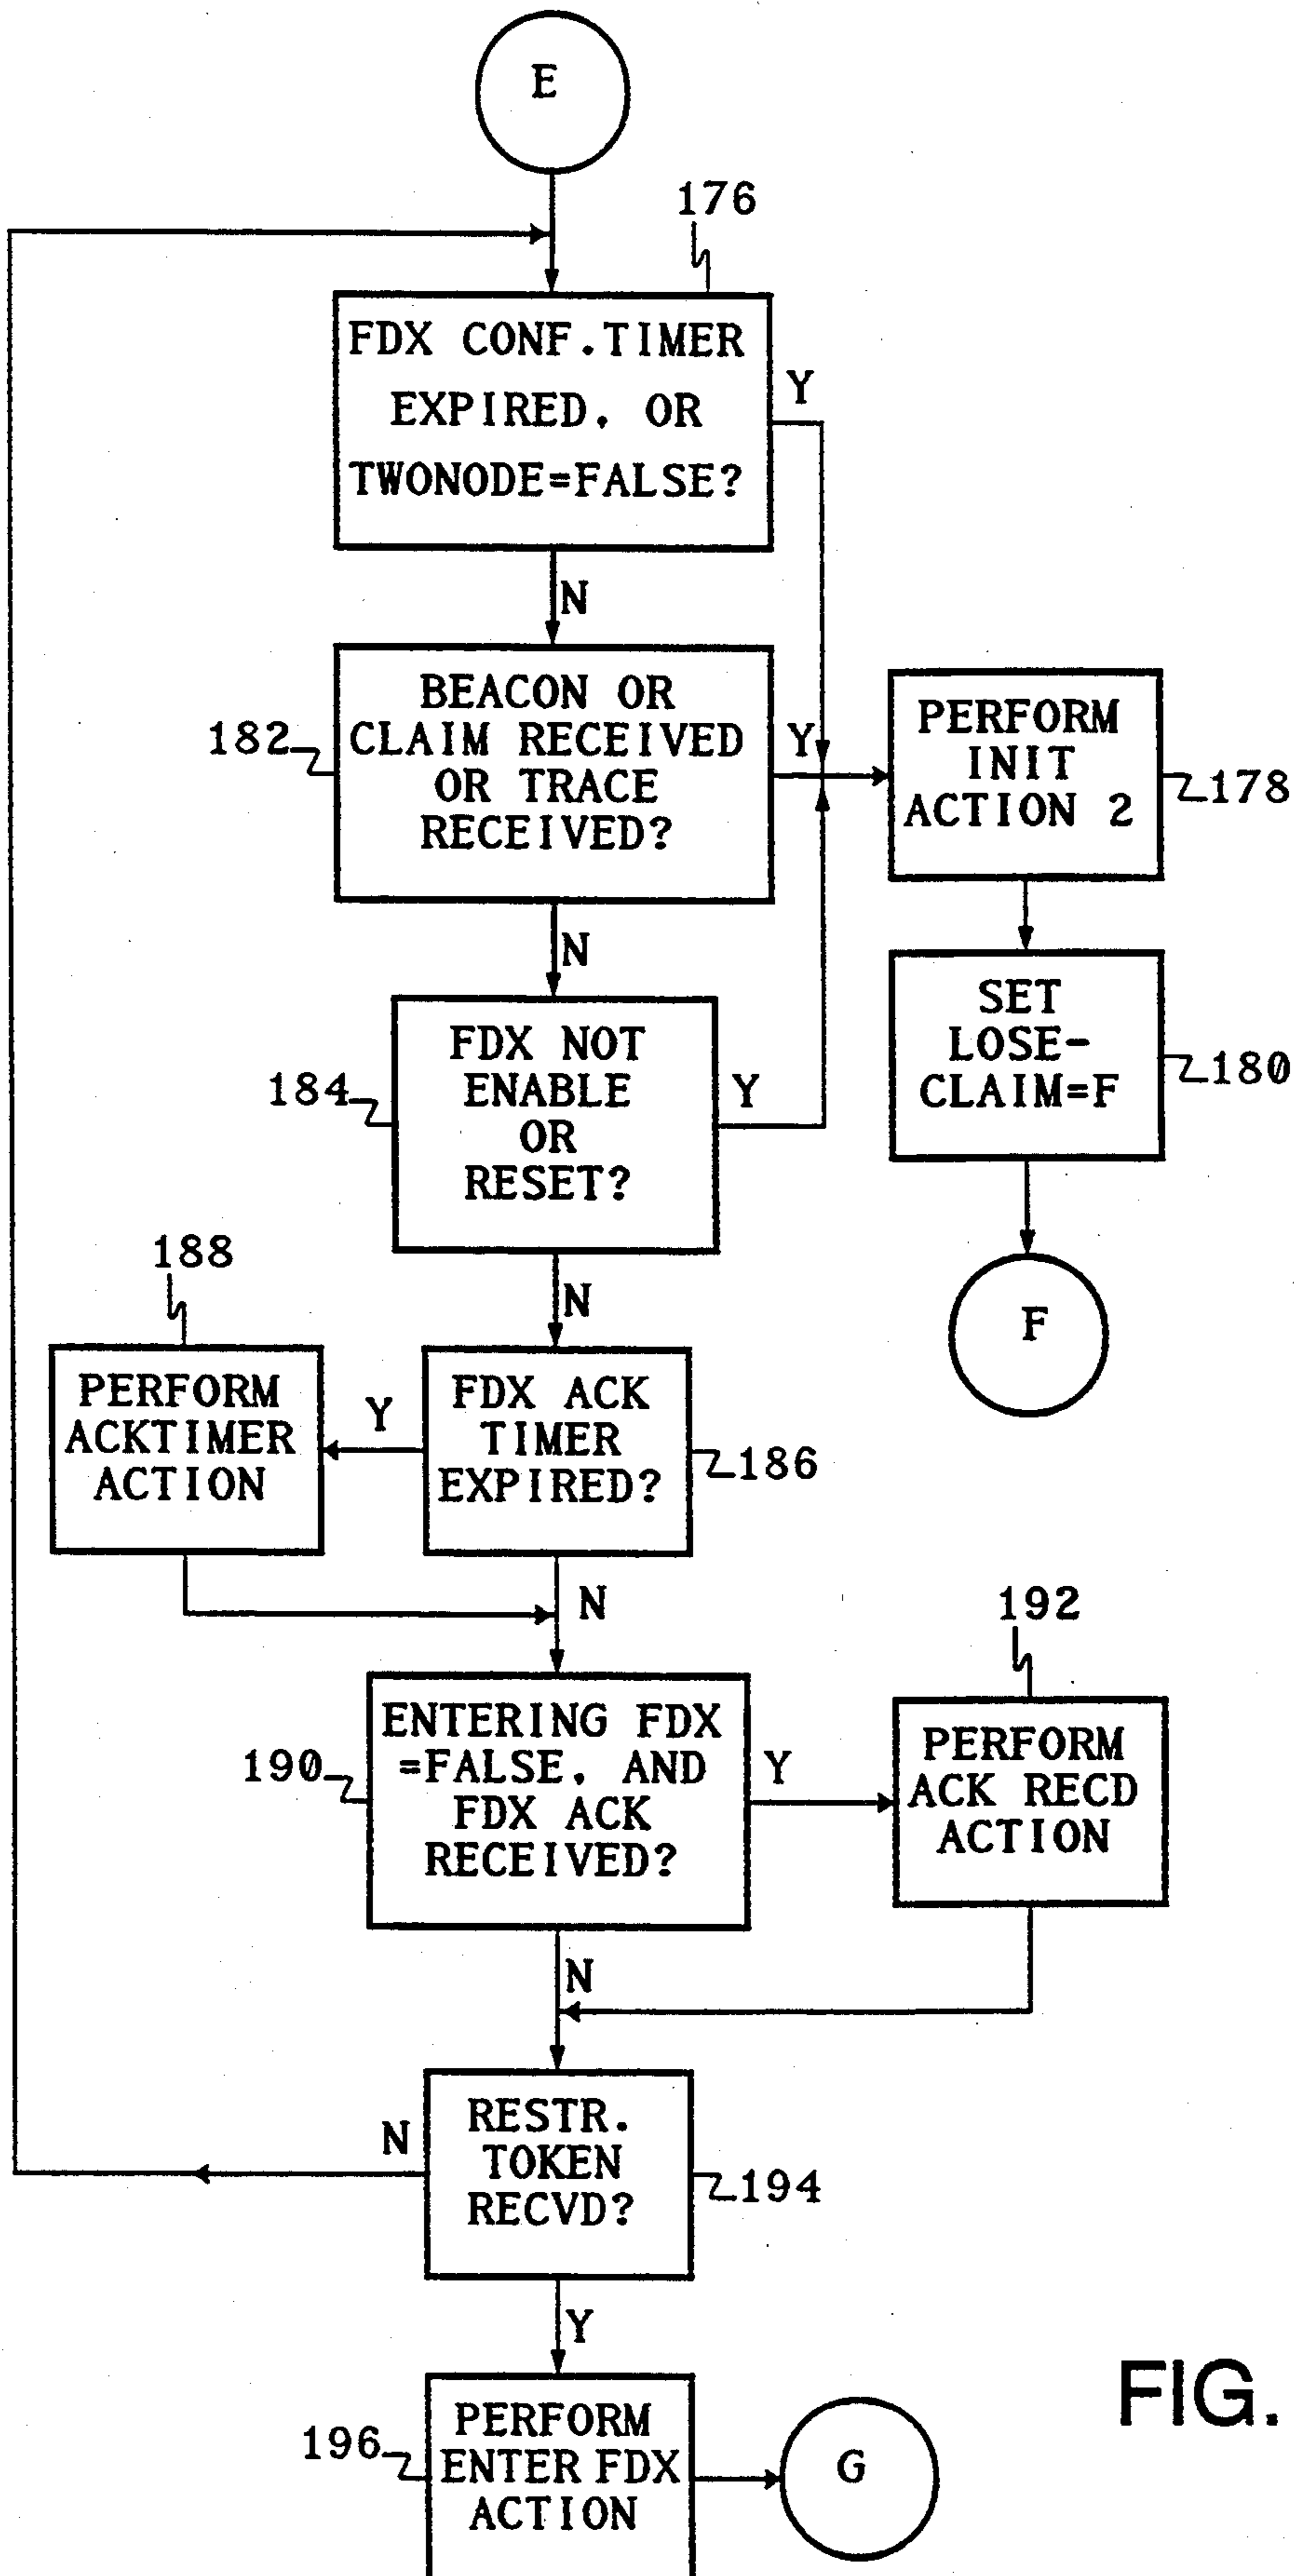 E
176
FDX CONF.TIMER
EXPIRED, OR
TWONODE=FALSE?
Y
N
182
BEACON OR
CLAIM RECEIVED
OR TRACE
RECEIVED?
Y
PERFORM
INIT
ACTION 2
178
N
184
FDX NOT
ENABLE
OR
RESET?
Y
SET
LOSE-
CLAIM=F
180
F
N
188
PERFORM
ACKTIMER
ACTION
Y
FDX ACK
TIMER
EXPIRED?
186
N
190
ENTERING FDX
=FALSE, AND
FDX ACK
RECEIVED?
Y
192
PERFORM
ACK RECD
ACTION
N
N
RESTR.
TOKEN
RECVD?
194
Y
196
PERFORM
ENTER FDX
ACTION
G
FIG.